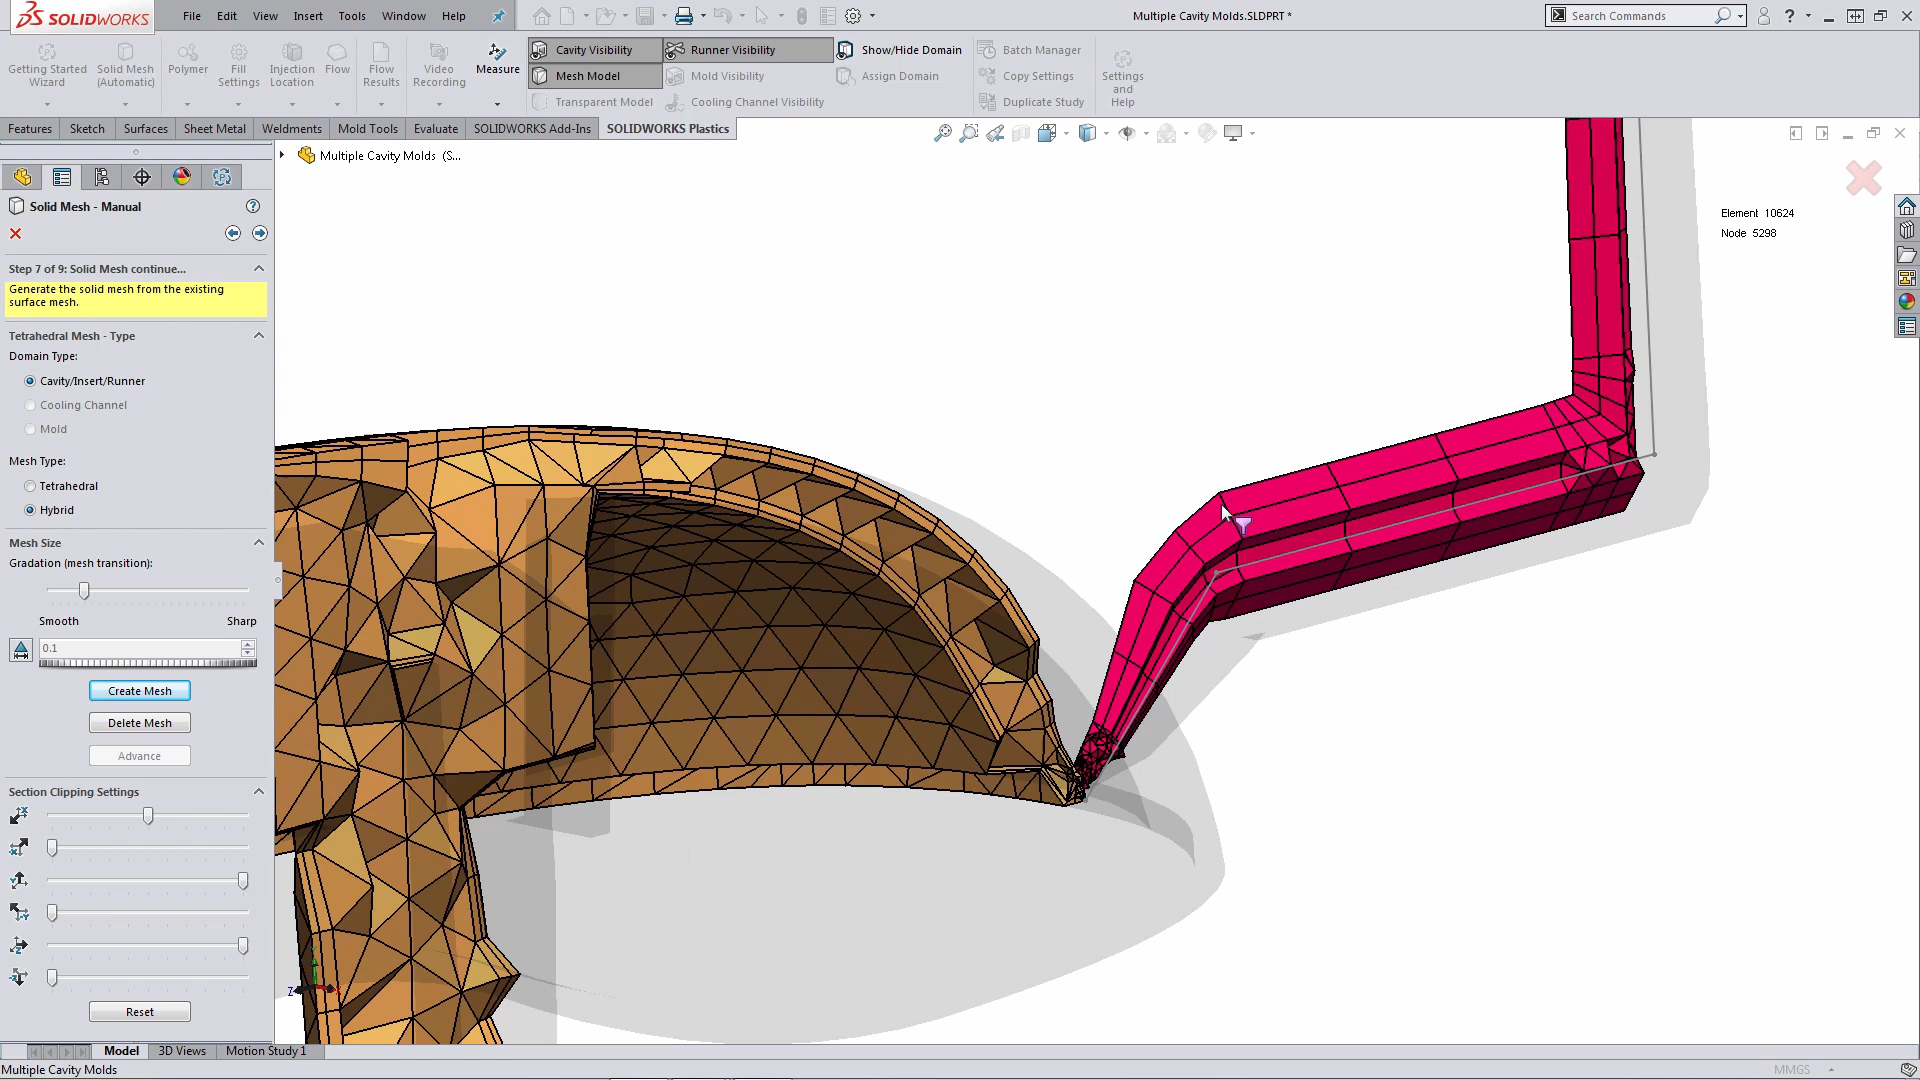 SOLIDWORKS File Edit View Insert Tools Window Help
Multiple Cavity Molds.SLDPRT *
Search Commands
Getting Started Wizard
Solid Mesh (Automatic)
Polymer
Fill Settings
Injection Location
Flow
Flow Results
Video Recording
Measure
Cavity Visibility
Runner Visibility
Show/Hide Domain
Batch Manager
Mesh Model
Mold Visibility
Assign Domain
Copy Settings
Transparent Model
Cooling Channel Visibility
Duplicate Study
Settings and Help
Features Sketch Surfaces Sheet Metal Weldments Mold Tools Evaluate SOLIDWORKS Add-Ins SOLIDWORKS Plastics
Multiple Cavity Molds (S...
Solid Mesh - Manual
Step 7 of 9: Solid Mesh continue...
Generate the solid mesh from the existing
surface mesh.
Tetrahedral Mesh - Type
Domain Type:
Cavity/Insert/Runner
Cooling Channel
Mold
Mesh Type:
Tetrahedral
Hybrid
Mesh Size
Gradation (mesh transition):
Smooth Sharp
0.1
Create Mesh
Delete Mesh
Advance
Section Clipping Settings
Reset
Element 10624
Node 5298
Z
Model 3D Views Motion Study 1
Multiple Cavity Molds
MMGS